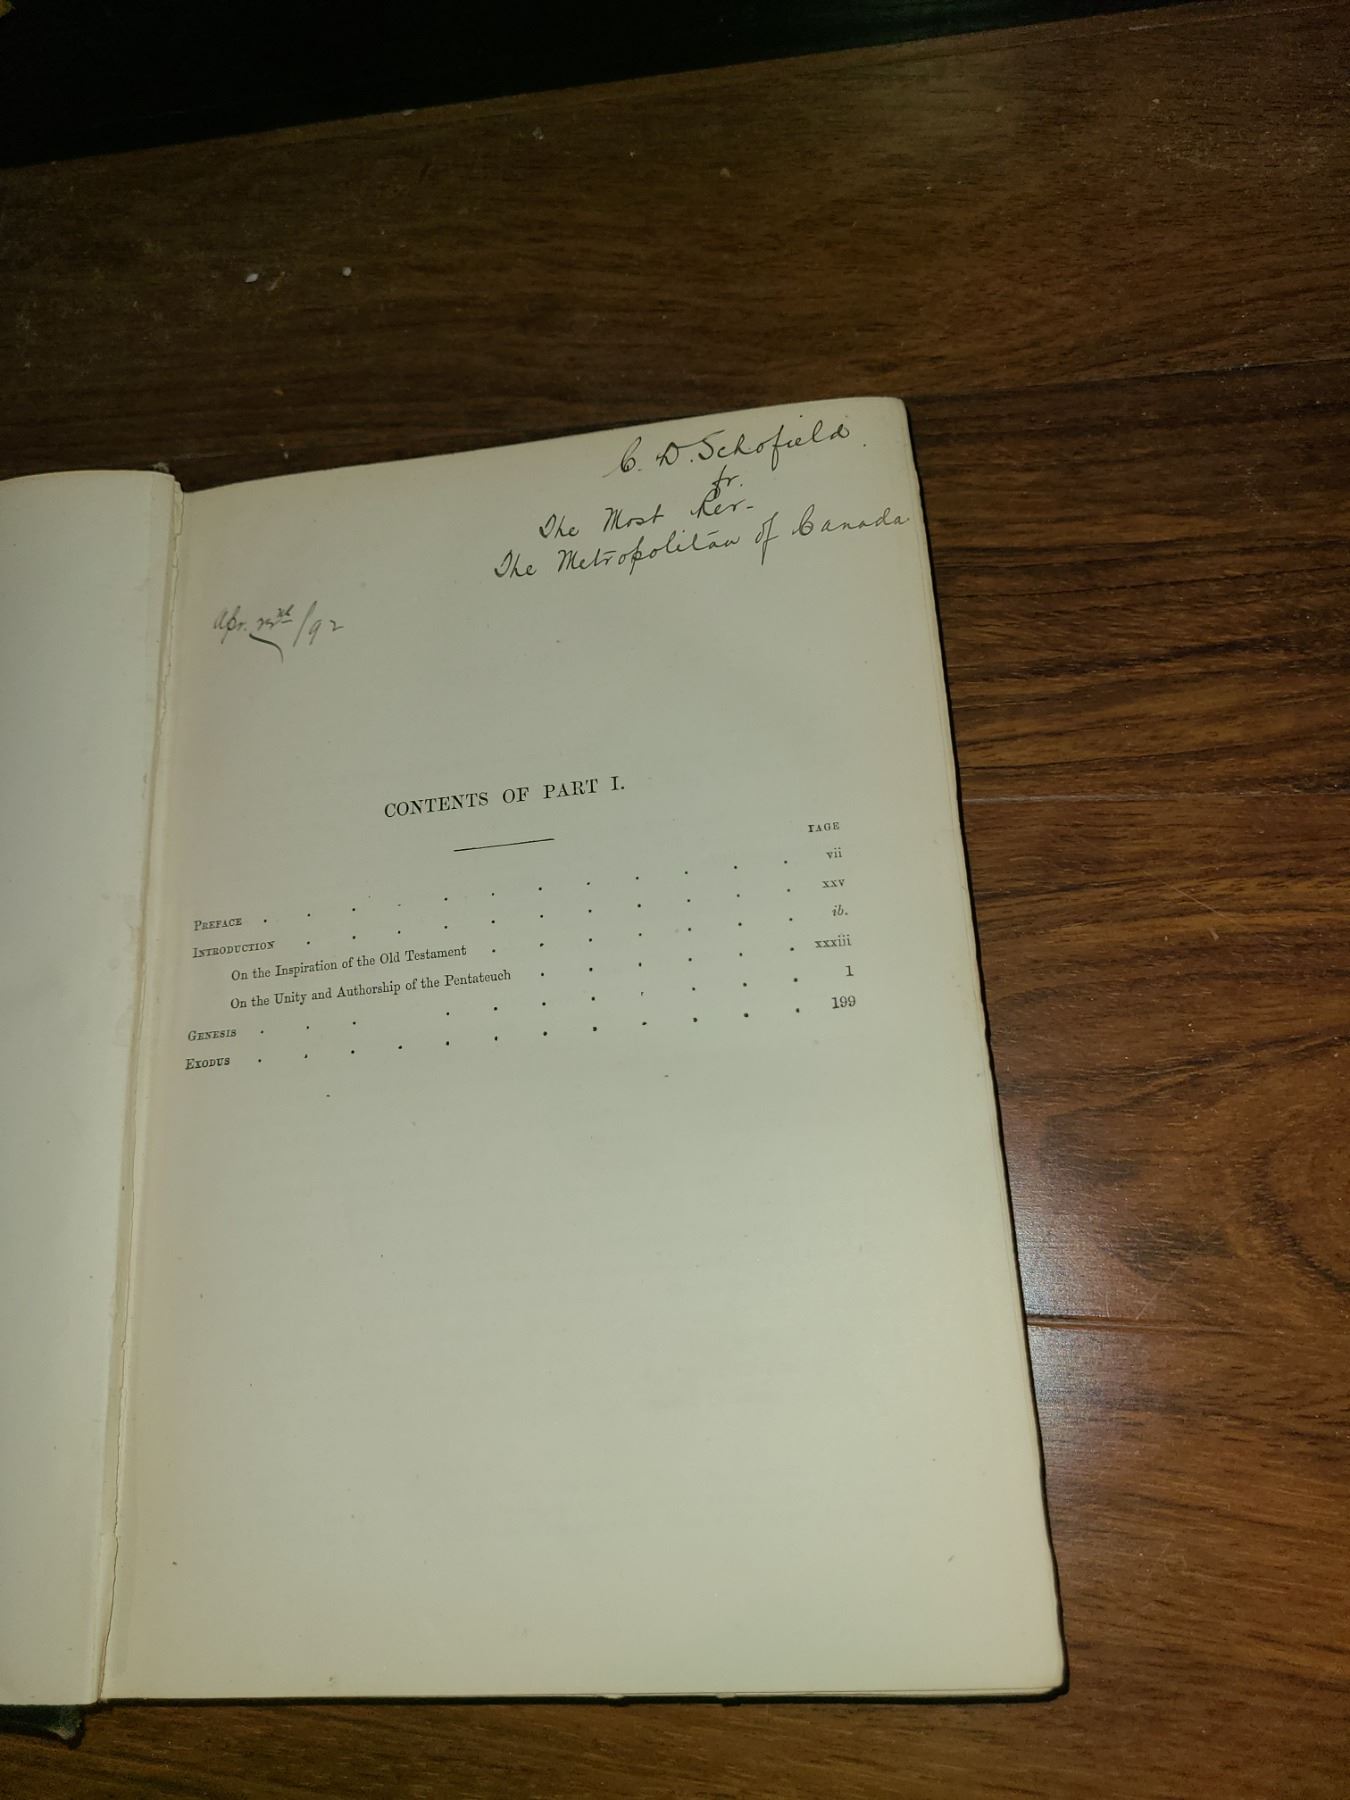 C. D. Schofield.
fr.
The Most Rev-
The Metropolitan of Canada
Apr. /92
CONTENTS OF PART I.
PAGE
PREFACE . . . . . . . . . . . . vii
INTRODUCTION . . . . . . . . . . . xxv
On the Inspiration of the Old Testament . . . . . . . ib.
On the Unity and Authorship of the Pentateuch . . . . . . xxxiii
GENESIS . . . . . . . . . . . 1
EXODUS . . . . . . . . . . . . 199